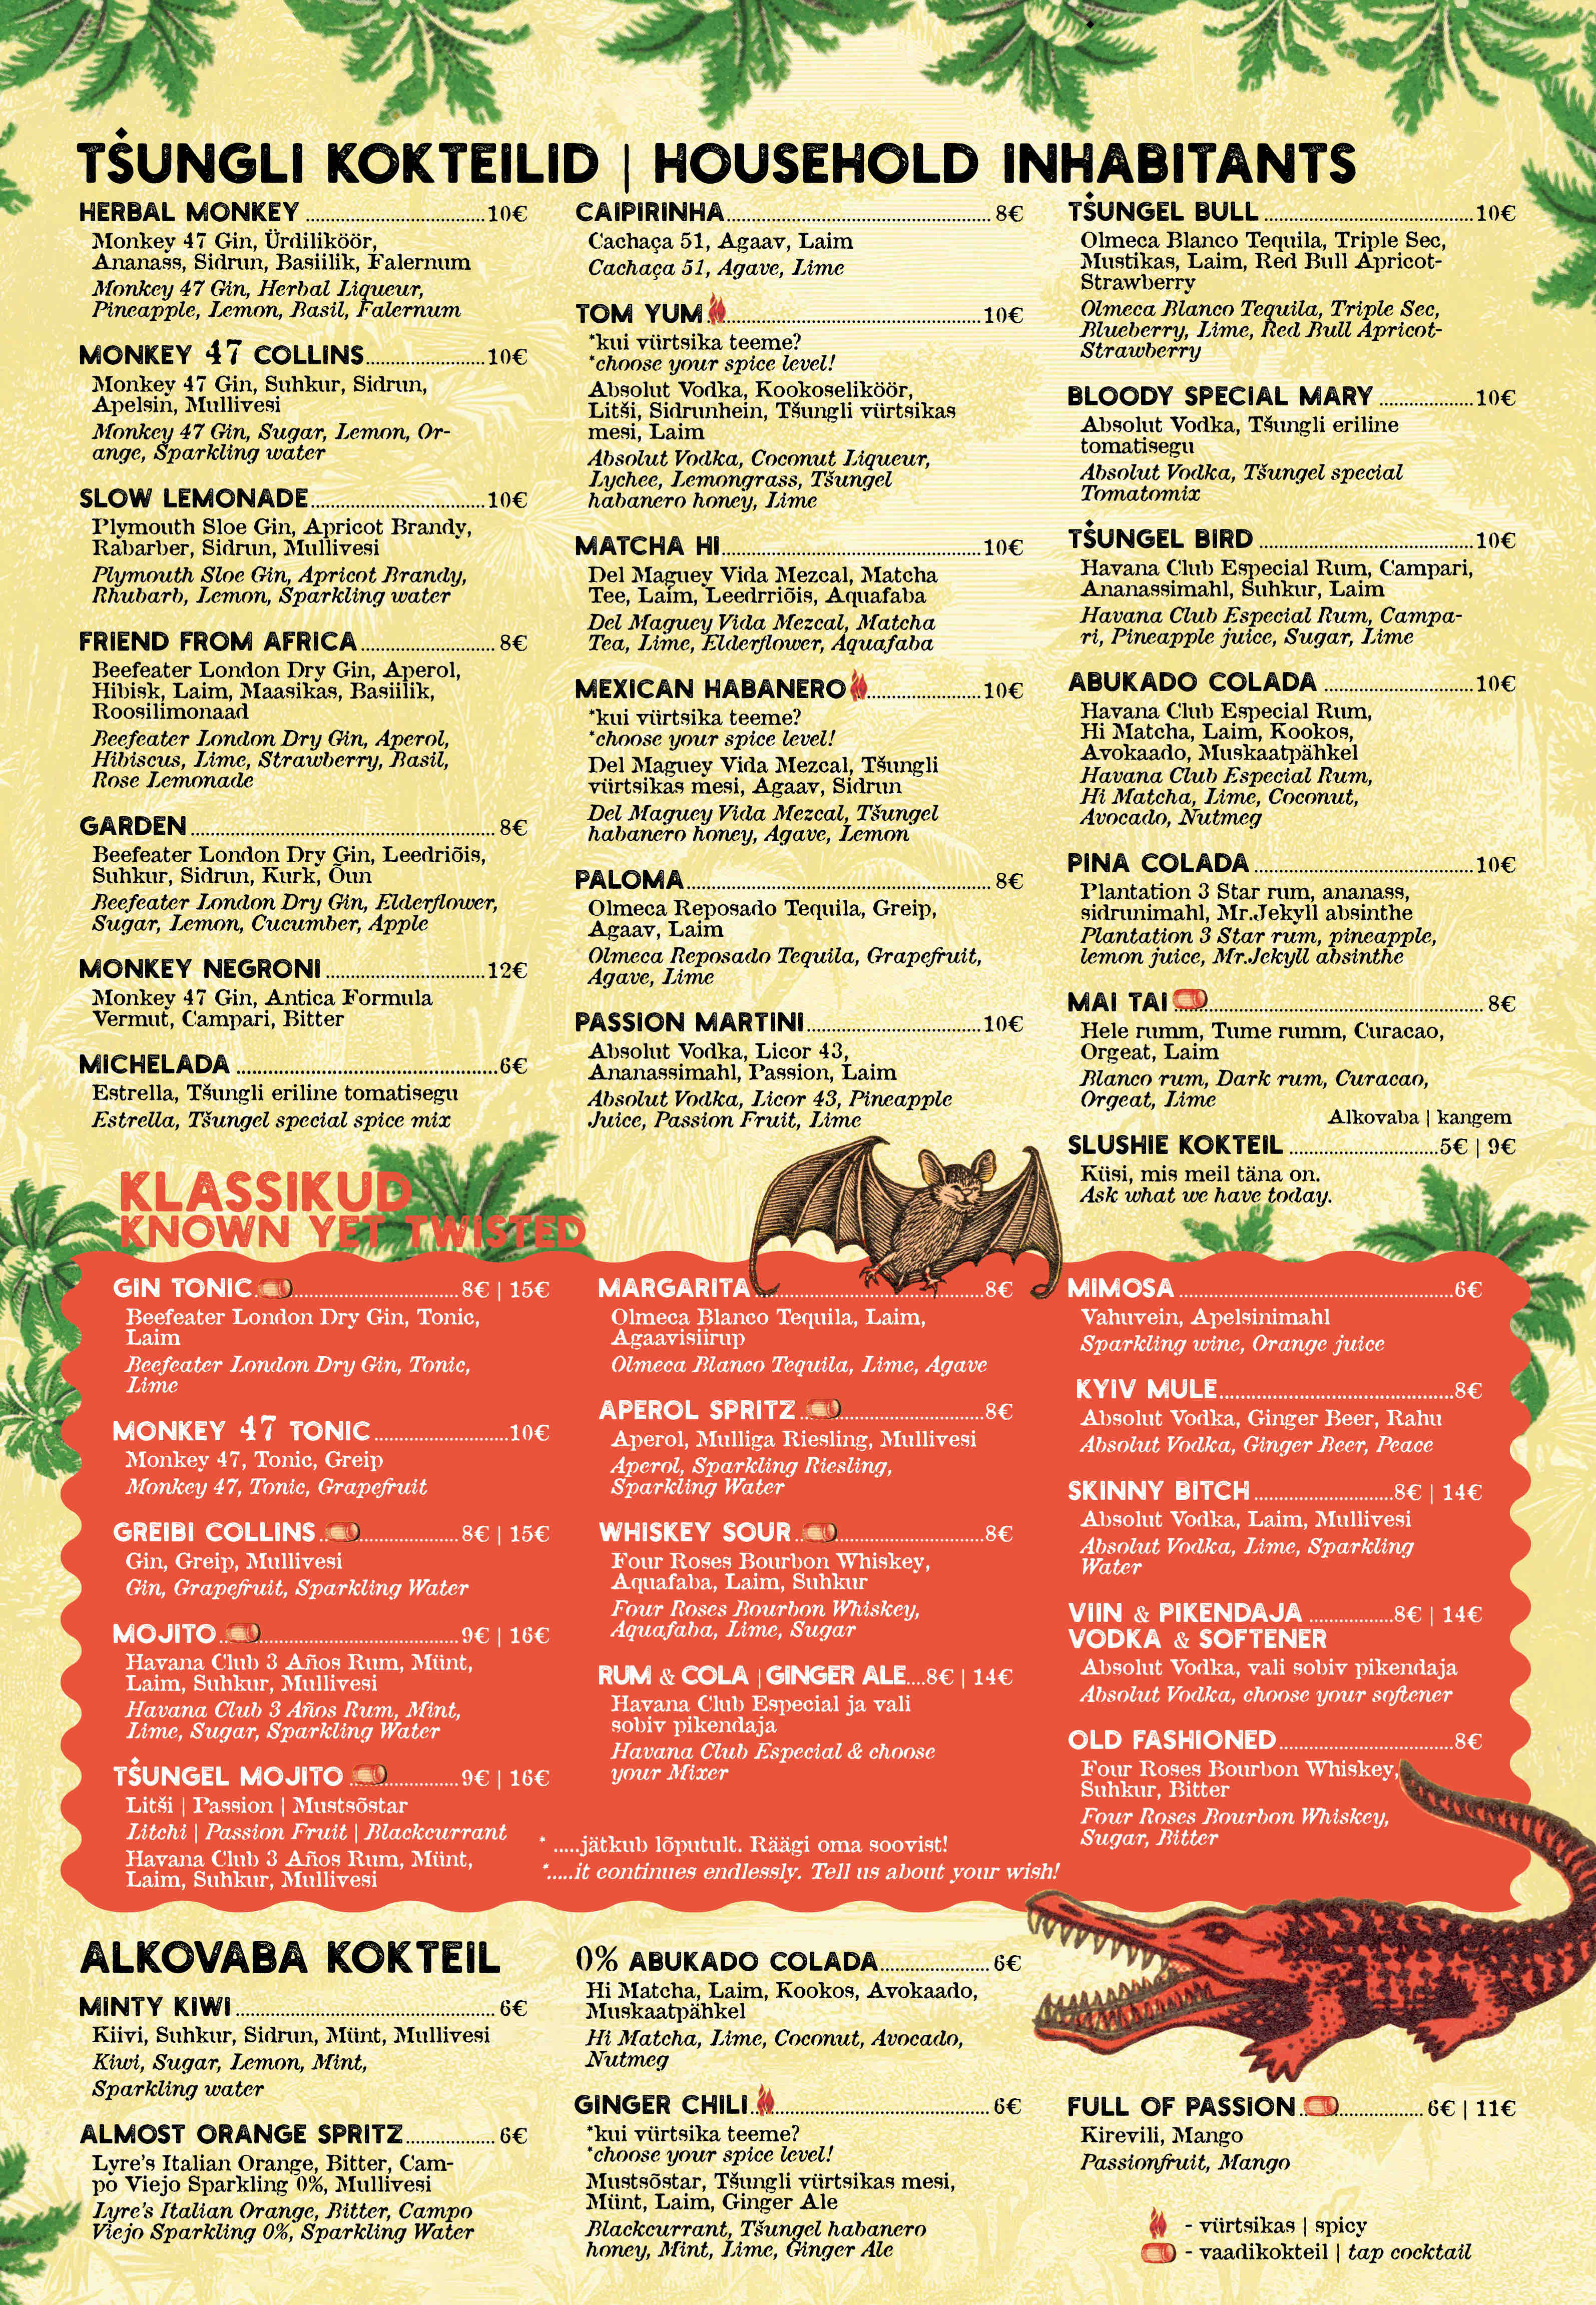 TŠUNGLI KOKTEILID | HOUSEHOLD INHABITANTS
HERBAL MONKEY ........ 10€
Monkey 47 Gin, Ürdiliköör,
Ananass, Sidrun, Basiilik, Falernum
Monkey 47 Gin, Herbal Liqueur,
Pineapple, Lemon, Basil, Falernum
MONKEY 47 COLLINS ........ 10€
Monkey 47 Gin, Suhkur, Sidrun,
Apelsin, Mullivesi
Monkey 47 Gin, Sugar, Lemon, Or-
ange, Sparkling water
SLOW LEMONADE ........ 10€
Plymouth Sloe Gin, Apricot Brandy,
Rabarber, Sidrun, Mullivesi
Plymouth Sloe Gin, Apricot Brandy,
Rhubarb, Lemon, Sparkling water
FRIEND FROM AFRICA ........ 8€
Beefeater London Dry Gin, Aperol,
Hibisk, Laim, Maasikas, Basiilik,
Roosilimonaad
Beefeater London Dry Gin, Aperol,
Hibiscus, Lime, Strawberry, Basil,
Rose Lemonade
GARDEN ........ 8€
Beefeater London Dry Gin, Leedriõis,
Suhkur, Sidrun, Kurk, Õun
Beefeater London Dry Gin, Elderflower,
Sugar, Lemon, Cucumber, Apple
MONKEY NEGRONI ........ 12€
Monkey 47 Gin, Antica Formula
Vermut, Campari, Bitter
MICHELADA ........ 6€
Estrella, Tšungli eriline tomatisegu
Estrella, Tšungel special spice mix
CAIPIRINHA ........ 8€
Cachaça 51, Agaav, Laim
Cachaça 51, Agave, Lime
TOM YUM ........ 10€
*kui vürtsika teeme?
*choose your spice level!
Absolut Vodka, Kookoseliköör,
Litši, Sidrunhein, Tšungli vürtsikas
mesi, Laim
Absolut Vodka, Coconut Liqueur,
Lychee, Lemongrass, Tšungel
habanero honey, Lime
MATCHA HI ........ 10€
Del Maguey Vida Mezcal, Matcha
Tee, Laim, Leedrriõis, Aquafaba
Del Maguey Vida Mezcal, Matcha
Tea, Lime, Elderflower, Aquafaba
MEXICAN HABANERO ........ 10€
*kui vürtsika teeme?
*choose your spice level!
Del Maguey Vida Mezcal, Tšungli
vürtsikas mesi, Agaav, Sidrun
Del Maguey Vida Mezcal, Tšungel
habanero honey, Agave, Lemon
PALOMA ........ 8€
Olmeca Reposado Tequila, Greip,
Agaav, Laim
Olmeca Reposado Tequila, Grapefruit,
Agave, Lime
PASSION MARTINI ........ 10€
Absolut Vodka, Licor 43,
Ananassimahl, Passion, Laim
Absolut Vodka, Licor 43, Pineapple
Juice, Passion Fruit, Lime
TŠUNGEL BULL ........ 10€
Olmeca Blanco Tequila, Triple Sec,
Mustikas, Laim, Red Bull Apricot-
Strawberry
Olmeca Blanco Tequila, Triple Sec,
Blueberry, Lime, Red Bull Apricot-
Strawberry
BLOODY SPECIAL MARY ........ 10€
Absolut Vodka, Tšungli eriline
tomatisegu
Absolut Vodka, Tšungel special
Tomatomix
TŠUNGEL BIRD ........ 10€
Havana Club Especial Rum, Campari,
Ananassimahl, Suhkur, Laim
Havana Club Especial Rum, Campa-
ri, Pineapple juice, Sugar, Lime
ABUKADO COLADA ........ 10€
Havana Club Especial Rum,
Hi Matcha, Laim, Kookos,
Avokaado, Muskaatpähkel
Havana Club Especial Rum,
Hi Matcha, Lime, Coconut,
Avocado, Nutmeg
PINA COLADA ........ 10€
Plantation 3 Star rum, ananass,
sidrunimahl, Mr.Jekyll absinthe
Plantation 3 Star rum, pineapple,
lemon juice, Mr.Jekyll absinthe
MAI TAI ........ 8€
Hele rumm, Tume rumm, Curacao,
Orgeat, Laim
Blanco rum, Dark rum, Curacao,
Orgeat, Lime
Alkovaba | kangem
SLUSHIE KOKTEIL ........ 5€ | 9€
Küsi, mis meil täna on.
Ask what we have today.
KLASSIKUD
KNOWN YET TWISTED
GIN TONIC ........ 8€ | 15€
Beefeater London Dry Gin, Tonic,
Laim
Beefeater London Dry Gin, Tonic,
Lime
MONKEY 47 TONIC ........ 10€
Monkey 47, Tonic, Greip
Monkey 47, Tonic, Grapefruit
GREIBI COLLINS ........ 8€ | 15€
Gin, Greip, Mullivesi
Gin, Grapefruit, Sparkling Water
MOJITO ........ 9€ | 16€
Havana Club 3 Años Rum, Münt,
Laim, Suhkur, Mullivesi
Havana Club 3 Años Rum, Mint,
Lime, Sugar, Sparkling Water
TŠUNGEL MOJITO ........ 9€ | 16€
Litši | Passion | Mustsõstar
Litchi | Passion Fruit | Blackcurrant
Havana Club 3 Años Rum, Münt,
Laim, Suhkur, Mullivesi
MARGARITA ........ 8€
Olmeca Blanco Tequila, Laim,
Agaavisiirup
Olmeca Blanco Tequila, Lime, Agave
APEROL SPRITZ ........ 8€
Aperol, Mulliga Riesling, Mullivesi
Aperol, Sparkling Riesling,
Sparkling Water
WHISKEY SOUR ........ 8€
Four Roses Bourbon Whiskey,
Aquafaba, Laim, Suhkur
Four Roses Bourbon Whiskey,
Aquafaba, Lime, Sugar
RUM & COLA | GINGER ALE....8€ | 14€
Havana Club Especial ja vali
sobiv pikendaja
Havana Club Especial & choose
your Mixer
* .....jätkub lõputult. Räägi oma soovist!
*.....it continues endlessly. Tell us about your wish!
MIMOSA ........ 6€
Vahuvein, Apelsinimahl
Sparkling wine, Orange juice
KYIV MULE ........ 8€
Absolut Vodka, Ginger Beer, Rahu
Absolut Vodka, Ginger Beer, Peace
SKINNY BITCH ........ 8€ | 14€
Absolut Vodka, Laim, Mullivesi
Absolut Vodka, Lime, Sparkling
Water
VIIN & PIKENDAJA ........ 8€ | 14€
VODKA & SOFTENER
Absolut Vodka, vali sobiv pikendaja
Absolut Vodka, choose your softener
OLD FASHIONED ........ 8€
Four Roses Bourbon Whiskey,
Suhkur, Bitter
Four Roses Bourbon Whiskey,
Sugar, Bitter
ALKOVABA KOKTEIL
MINTY KIWI ........ 6€
Kiivi, Suhkur, Sidrun, Münt, Mullivesi
Kiwi, Sugar, Lemon, Mint,
Sparkling water
ALMOST ORANGE SPRITZ ........ 6€
Lyre's Italian Orange, Bitter, Cam-
po Viejo Sparkling 0%, Mullivesi
Lyre's Italian Orange, Bitter, Campo
Viejo Sparkling 0%, Sparkling Water
0% ABUKADO COLADA ........ 6€
Hi Matcha, Laim, Kookos, Avokaado,
Muskaatpähkel
Hi Matcha, Lime, Coconut, Avocado,
Nutmeg
GINGER CHILI ........ 6€
*kui vürtsika teeme?
*choose your spice level!
Mustsõstar, Tšungli vürtsikas mesi,
Münt, Laim, Ginger Ale
Blackcurrant, Tšungel habanero
honey, Mint, Lime, Ginger Ale
FULL OF PASSION ........ 6€ | 11€
Kirevili, Mango
Passionfruit, Mango
- vürtsikas | spicy
- vaadikokteil | tap cocktail